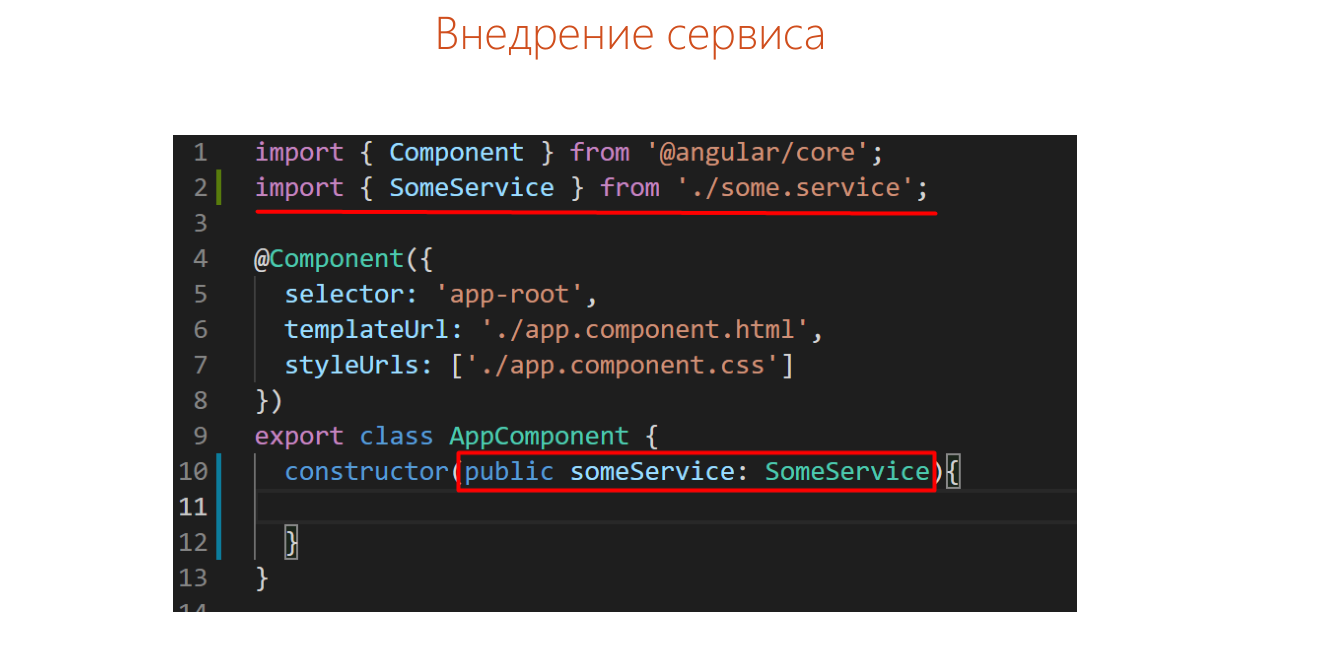 Внедрение сервиса
1 import { Component } from '@angular/core';
2 import { SomeService } from './some.service';
3
4 @Component({
5 selector: 'app-root',
6 templateUrl: './app.component.html',
7 styleUrls: ['./app.component.css']
8 })
9 export class AppComponent {
10 constructor(public someService: SomeService){
11
12 }
13 }
14